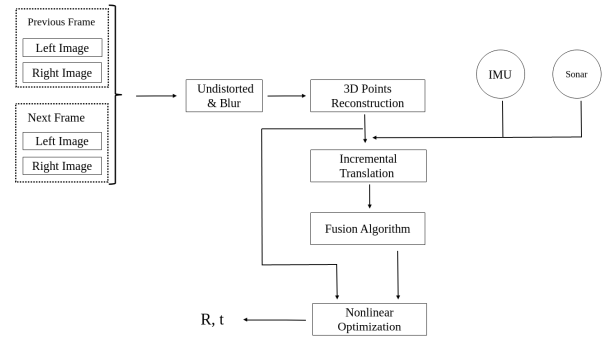 Previous Frame
Left Image
Right Image
Next Frame
Left Image
Right Image
Undistorted
& Blur
3D Points
Reconstruction
IMU
Sonar
Incremental
Translation
Fusion Algorithm
Nonlinear
Optimization
R, t